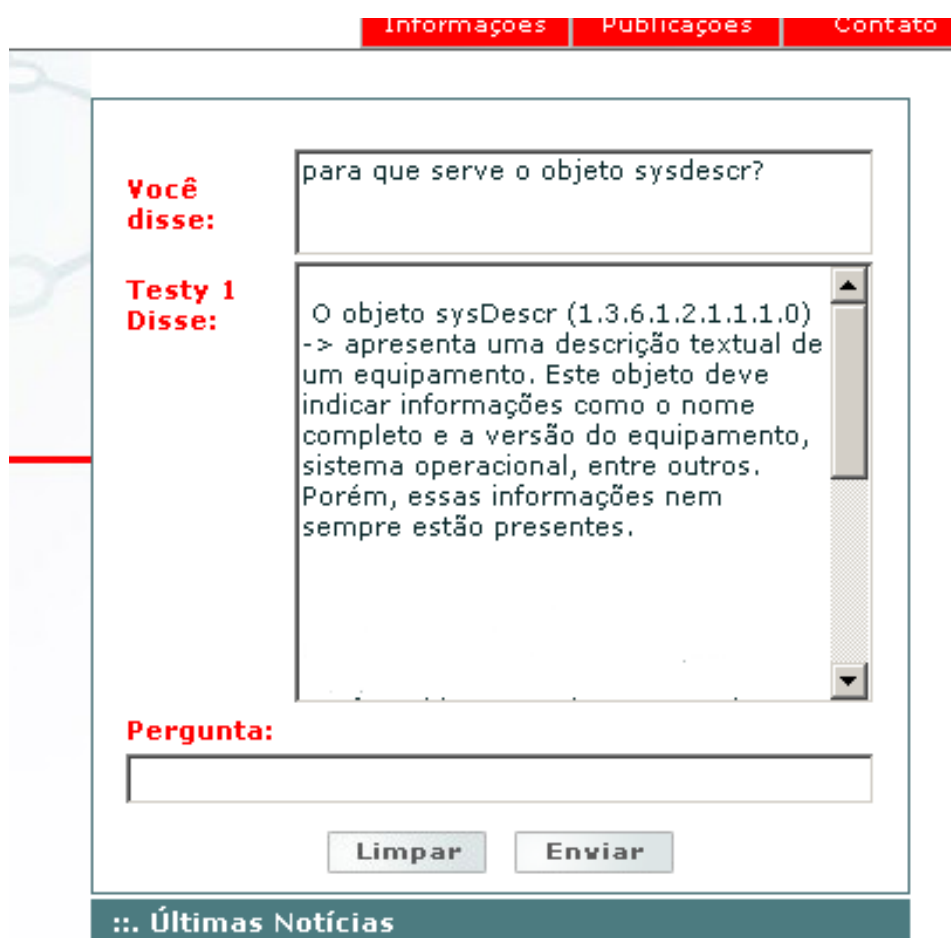 Informações Publicações Contato
Você
disse:
para que serve o objeto sysdescr?
Testy 1
Disse:
O objeto sysDescr (1.3.6.1.2.1.1.1.0)
-> apresenta uma descrição textual de
um equipamento. Este objeto deve
indicar informações como o nome
completo e a versão do equipamento,
sistema operacional, entre outros.
Porém, essas informações nem
sempre estão presentes.
Pergunta:
Limpar Enviar
::. Últimas Notícias